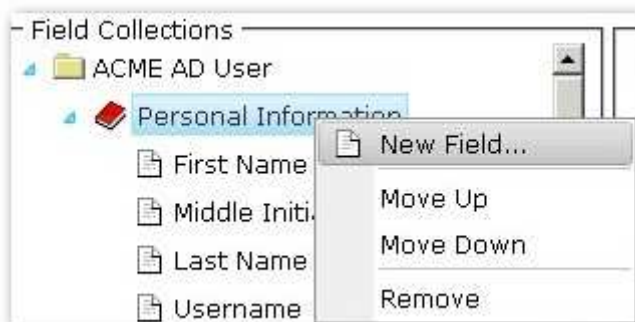 Field Collections
ACME AD User
Personal Information
New Field...
First Name
Move Up
Middle Initi
Move Down
Last Name
Remove
Username